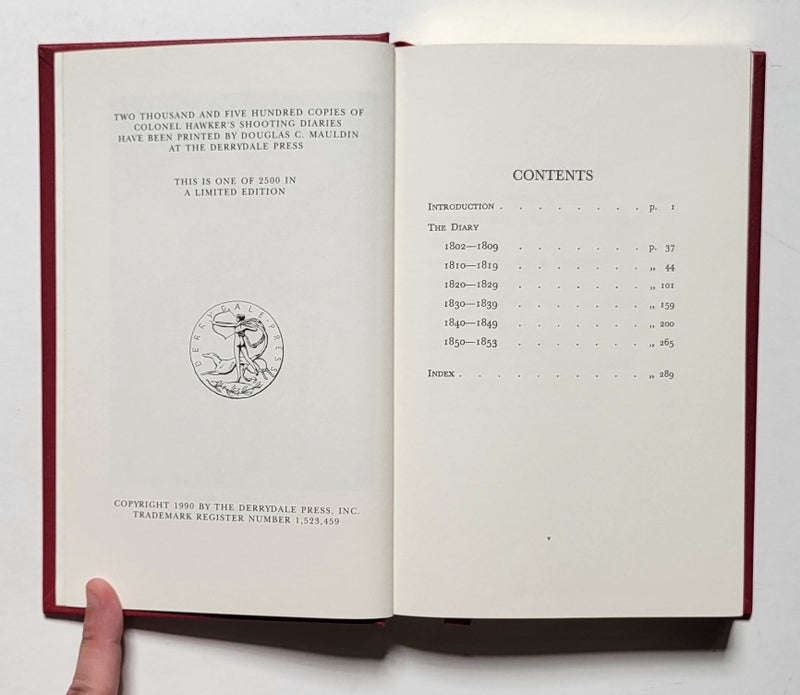 TWO THOUSAND AND FIVE HUNDRED COPIES OF
COLONEL HAWKER'S SHOOTING DIARIES
HAVE BEEN PRINTED BY DOUGLAS C. MAULDIN
AT THE DERRYDALE PRESS
THIS IS ONE OF 2500 IN
A LIMITED EDITION
DERRYDALE·PRESS
COPYRIGHT 1990 BY THE DERRYDALE PRESS, INC.
TRADEMARK REGISTER NUMBER 1,523,459
CONTENTS
INTRODUCTION . . . . . . . . p. 1
THE DIARY
1802—1809 . . . . . . . p. 37
1810—1819 . . . . . . . „ 44
1820—1829 . . . . . . . „ 101
1830—1839 . . . . . . . „ 159
1840—1849 . . . . . . . „ 200
1850—1853 . . . . . . . „ 265
INDEX . . . . . . . . . . „ 289
v